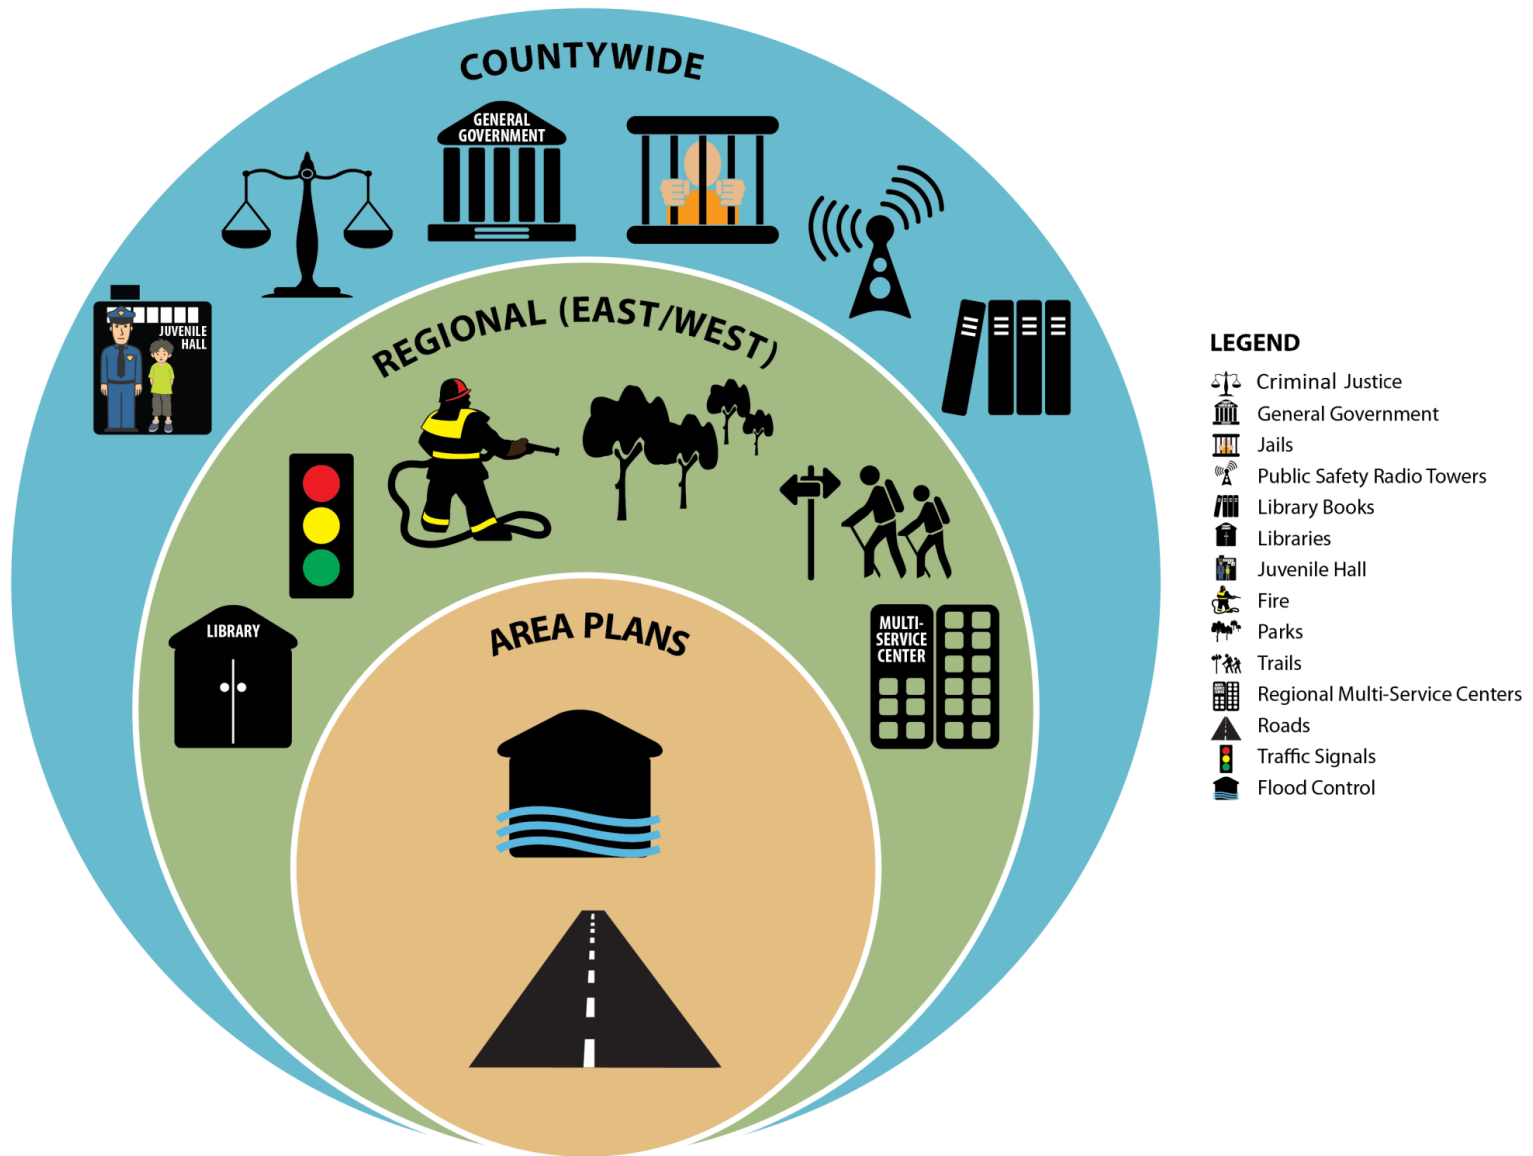 COUNTYWIDE
GENERAL
GOVERNMENT
JUVENILE
HALL
REGIONAL (EAST/WEST)
LIBRARY
MULTI-
SERVICE
CENTER
AREA PLANS
LEGEND
Criminal Justice
General Government
Jails
Public Safety Radio Towers
Library Books
Libraries
Juvenile Hall
Fire
Parks
Trails
Regional Multi-Service Centers
Roads
Traffic Signals
Flood Control